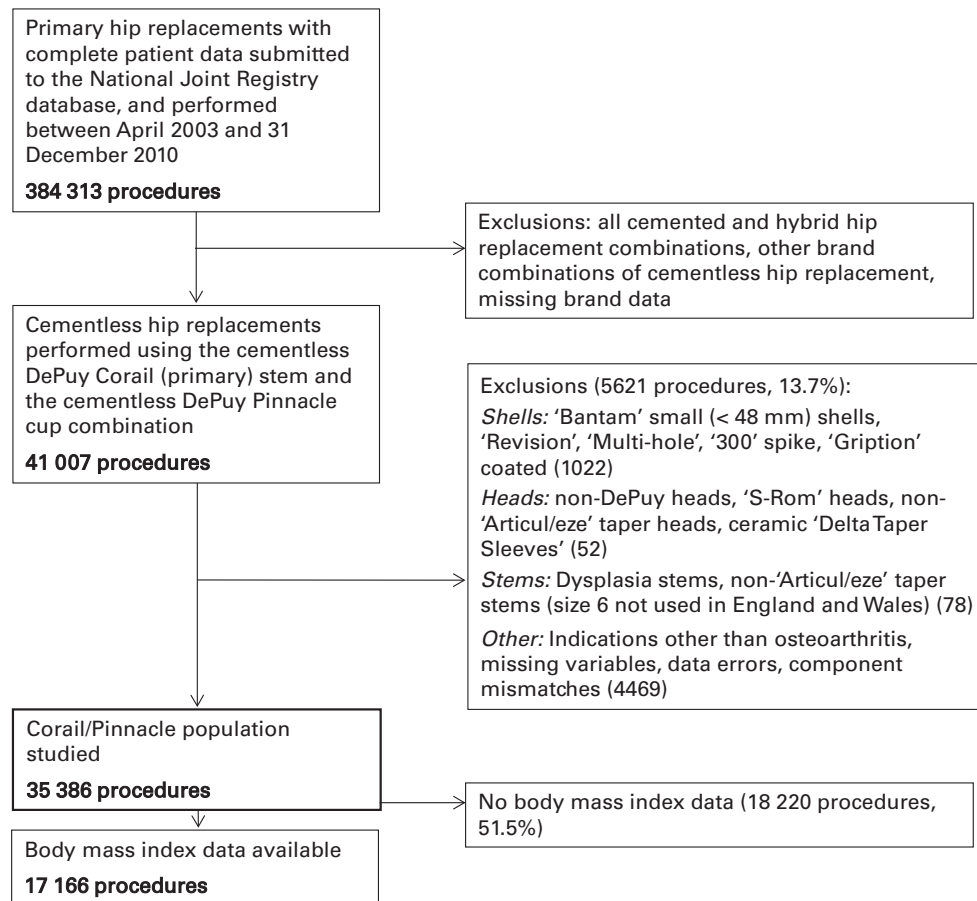 Primary hip replacements with
complete patient data submitted
to the National Joint Registry
database, and performed
between April 2003 and 31
December 2010
384 313 procedures
Exclusions: all cemented and hybrid hip
replacement combinations, other brand
combinations of cementless hip replacement,
missing brand data
Cementless hip replacements
performed using the cementless
DePuy Corail (primary) stem and
the cementless DePuy Pinnacle
cup combination
41 007 procedures
Exclusions (5621 procedures, 13.7%):
Shells: ‘Bantam’ small (< 48 mm) shells,
‘Revision’, ‘Multi-hole’, ‘300’ spike, ‘Gription’
coated (1022)
Heads: non-DePuy heads, ‘S-Rom’ heads, non-
‘Articul/eze’ taper heads, ceramic ‘Delta Taper
Sleeves’ (52)
Stems: Dysplasia stems, non-‘Articul/eze’ taper
stems (size 6 not used in England and Wales) (78)
Other: Indications other than osteoarthritis,
missing variables, data errors, component
mismatches (4469)
Corail/Pinnacle population
studied
35 386 procedures
No body mass index data (18 220 procedures,
51.5%)
Body mass index data available
17 166 procedures